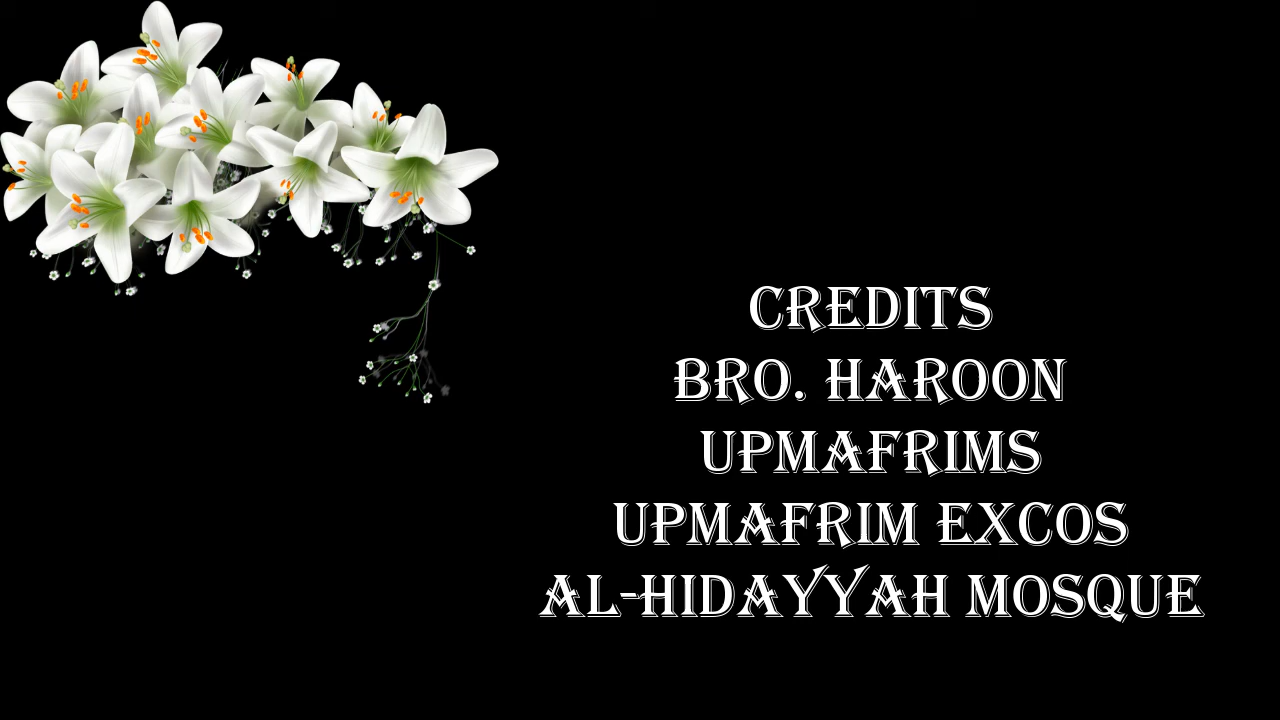 CREDITS
BRO. HAROON
UPMAFRIMS
UPMAFRIM EXCOS
AL-HIDAYYAH MOSQUE